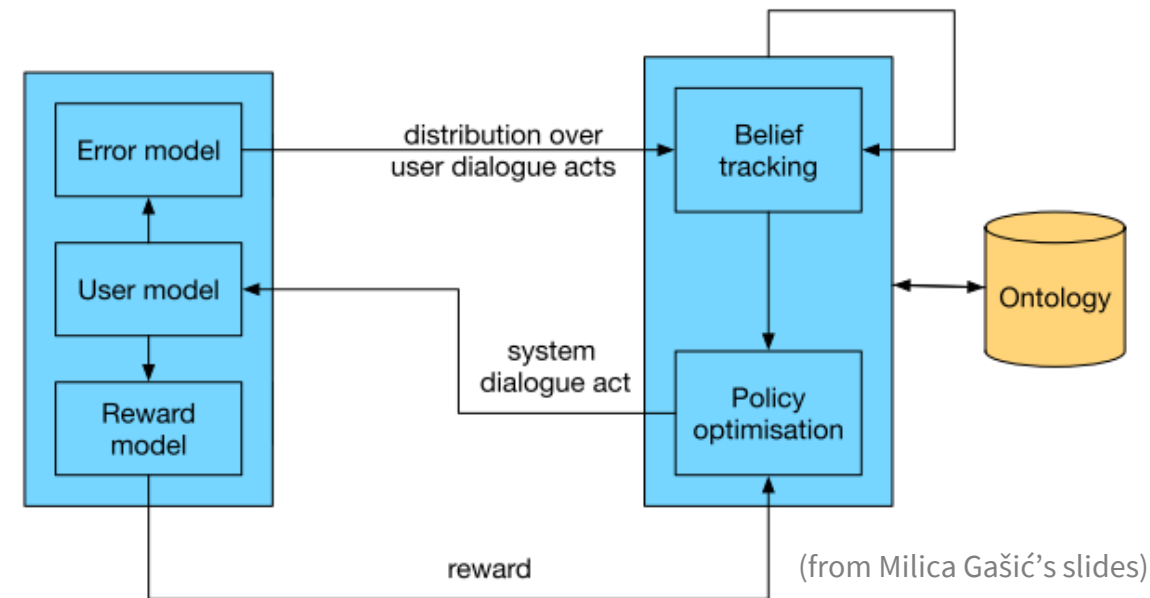 Error model
distribution over
user dialogue acts
Belief
tracking
User model
Ontology
system
dialogue act
Reward
model
Policy
optimisation
reward
(from Milica Gašić’s slides)